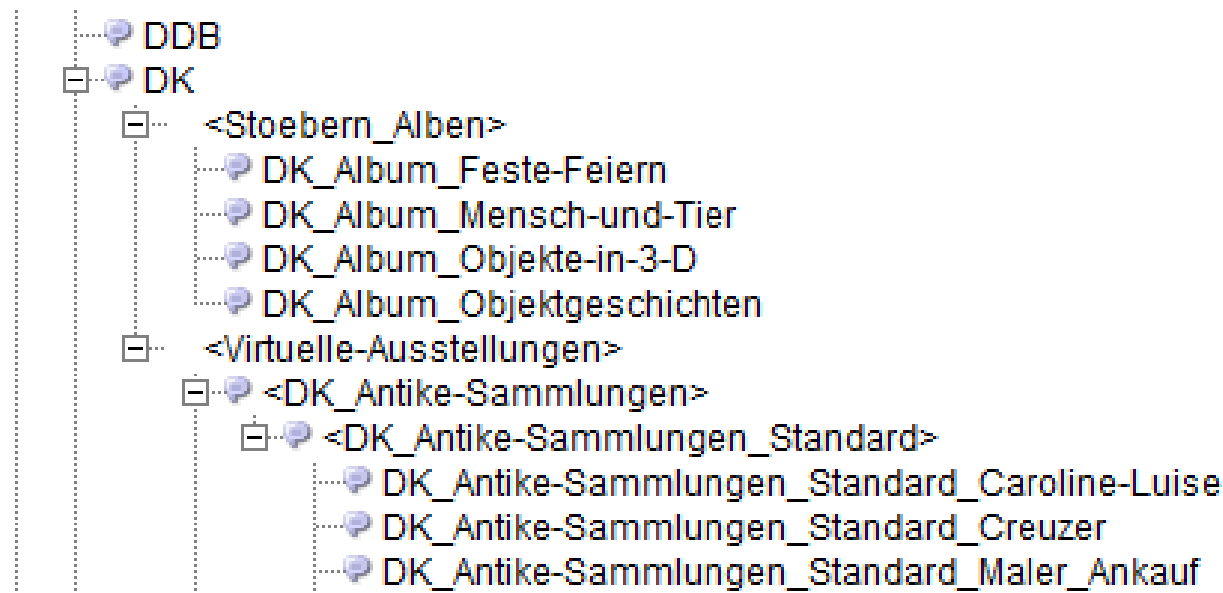 DDB
DK
<Stoebern_Alben>
DK_Album_Feste-Feiern
DK_Album_Mensch-und-Tier
DK_Album_Objekte-in-3-D
DK_Album_Objektgeschichten
<Virtuelle-Ausstellungen>
<DK_Antike-Sammlungen>
<DK_Antike-Sammlungen_Standard>
DK_Antike-Sammlungen_Standard_Caroline-Luise
DK_Antike-Sammlungen_Standard_Creuzer
DK_Antike-Sammlungen_Standard_Maler_Ankauf